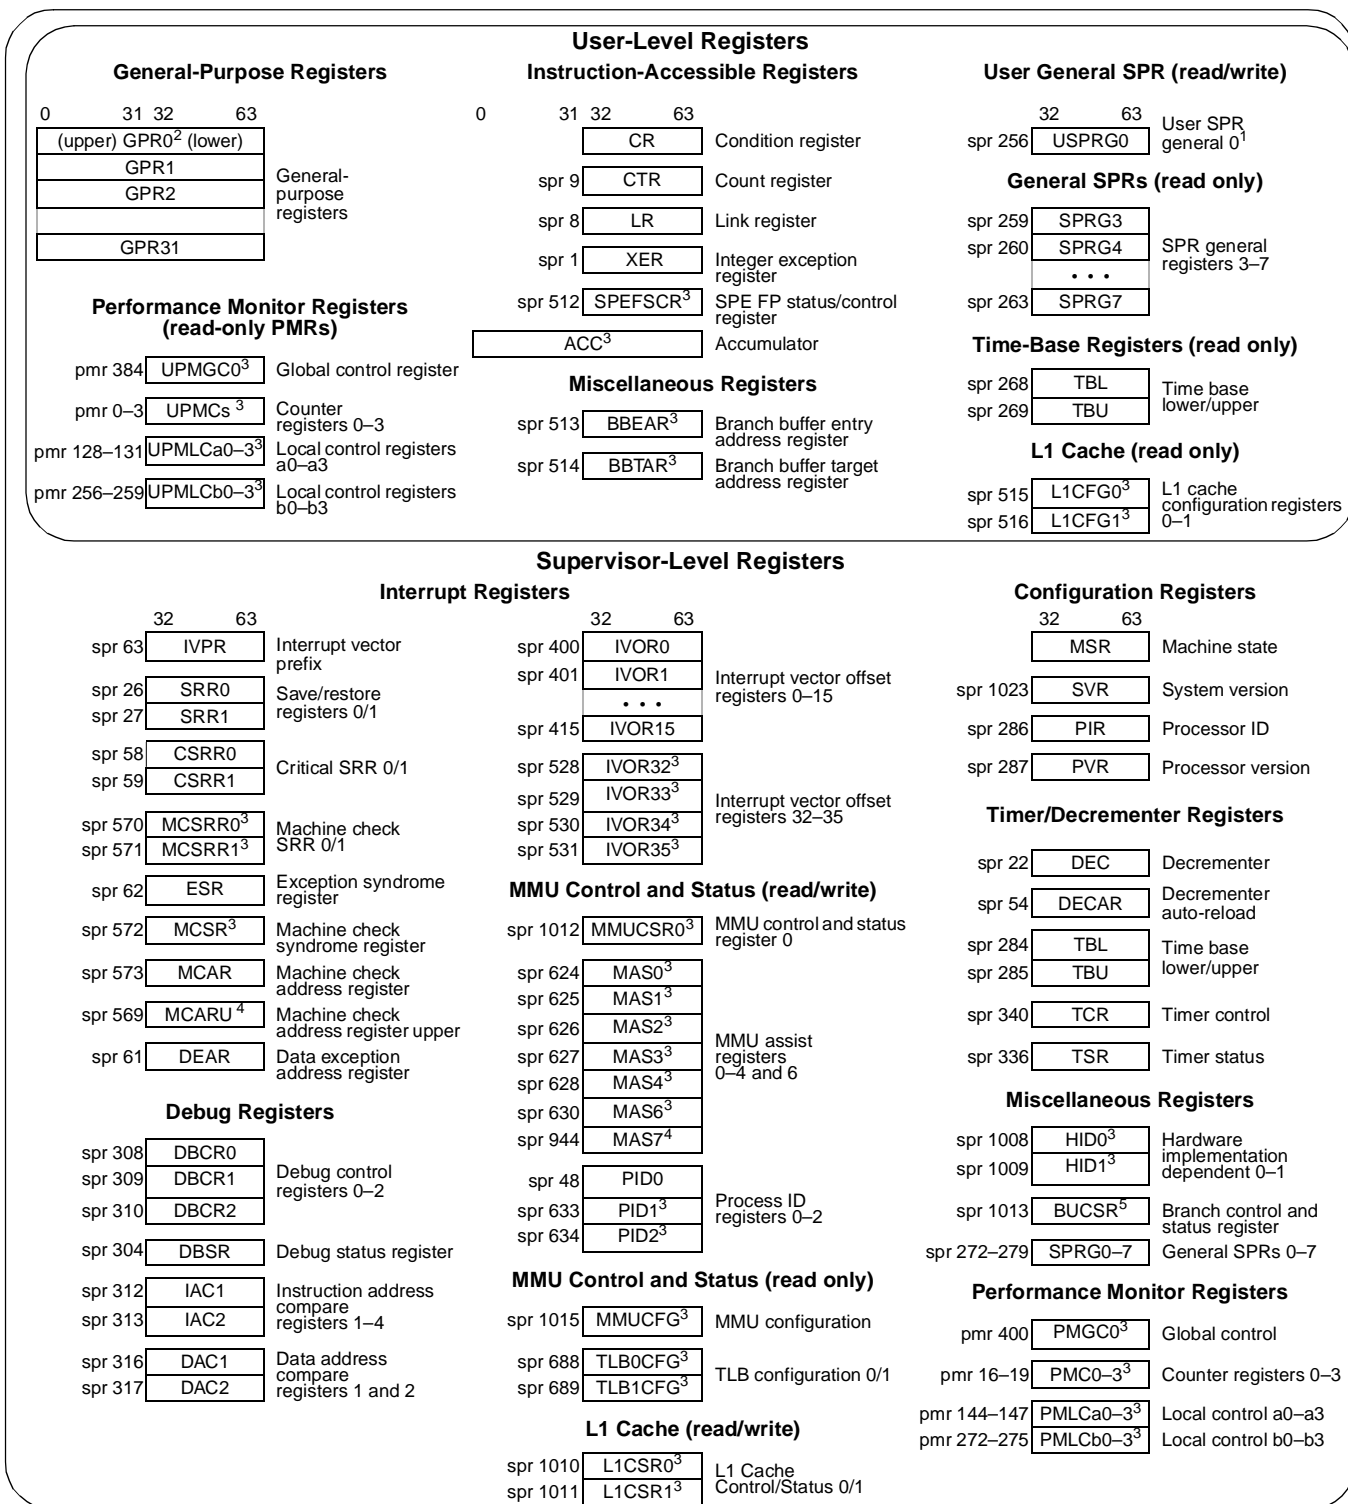 User-Level Registers
General-Purpose Registers
0 31 32 63
(upper) GPR0² (lower)
GPR1
GPR2
GPR31
General-
purpose
registers
Performance Monitor Registers
(read-only PMRs)
pmr 384 UPMGC0³ Global control register
pmr 0–3 UPMCs ³ Counter
registers 0–3
pmr 128–131 UPMLCa0–3³ Local control registers
a0–a3
pmr 256–259 UPMLCb0–3³ Local control registers
b0–b3
Instruction-Accessible Registers
0 31 32 63
CR Condition register
spr 9 CTR Count register
spr 8 LR Link register
spr 1 XER Integer exception
register
spr 512 SPEFSCR³ SPE FP status/control
register
ACC³ Accumulator
Miscellaneous Registers
spr 513 BBEAR³ Branch buffer entry
address register
spr 514 BBTAR³ Branch buffer target
address register
User General SPR (read/write)
32 63
spr 256 USPRG0 User SPR
general 0¹
General SPRs (read only)
spr 259 SPRG3
spr 260 SPRG4
• • •
spr 263 SPRG7
SPR general
registers 3–7
Time-Base Registers (read only)
spr 268 TBL
spr 269 TBU
Time base
lower/upper
L1 Cache (read only)
spr 515 L1CFG0³
spr 516 L1CFG1³
L1 cache
configuration registers
0–1
Supervisor-Level Registers
Interrupt Registers
32 63
spr 63 IVPR Interrupt vector
prefix
spr 26 SRR0
spr 27 SRR1
Save/restore
registers 0/1
spr 58 CSRR0
spr 59 CSRR1
Critical SRR 0/1
spr 570 MCSRR0³
spr 571 MCSRR1³
Machine check
SRR 0/1
spr 62 ESR Exception syndrome
register
spr 572 MCSR³ Machine check
syndrome register
spr 573 MCAR Machine check
address register
spr 569 MCARU ⁴ Machine check
address register upper
spr 61 DEAR Data exception
address register
Debug Registers
spr 308 DBCR0
spr 309 DBCR1
spr 310 DBCR2
Debug control
registers 0–2
spr 304 DBSR Debug status register
spr 312 IAC1
spr 313 IAC2
Instruction address
compare
registers 1–4
spr 316 DAC1
spr 317 DAC2
Data address
compare
registers 1 and 2
32 63
spr 400 IVOR0
spr 401 IVOR1
• • •
spr 415 IVOR15
Interrupt vector offset
registers 0–15
spr 528 IVOR32³
spr 529 IVOR33³
spr 530 IVOR34³
spr 531 IVOR35³
Interrupt vector offset
registers 32–35
MMU Control and Status (read/write)
spr 1012 MMUCSR0³ MMU control and status
register 0
spr 624 MAS0³
spr 625 MAS1³
spr 626 MAS2³
spr 627 MAS3³
spr 628 MAS4³
spr 630 MAS6³
spr 944 MAS7⁴
MMU assist
registers
0–4 and 6
spr 48 PID0
spr 633 PID1³
spr 634 PID2³
Process ID
registers 0–2
MMU Control and Status (read only)
spr 1015 MMUCFG³ MMU configuration
spr 688 TLB0CFG³
spr 689 TLB1CFG³
TLB configuration 0/1
L1 Cache (read/write)
spr 1010 L1CSR0³
spr 1011 L1CSR1³
L1 Cache
Control/Status 0/1
Configuration Registers
32 63
MSR Machine state
spr 1023 SVR System version
spr 286 PIR Processor ID
spr 287 PVR Processor version
Timer/Decrementer Registers
spr 22 DEC Decrementer
spr 54 DECAR Decrementer
auto-reload
spr 284 TBL
spr 285 TBU
Time base
lower/upper
spr 340 TCR Timer control
spr 336 TSR Timer status
Miscellaneous Registers
spr 1008 HID0³
spr 1009 HID1³
Hardware
implementation
dependent 0–1
spr 1013 BUCSR⁵ Branch control and
status register
spr 272–279 SPRG0–7 General SPRs 0–7
Performance Monitor Registers
pmr 400 PMGC0³ Global control
pmr 16–19 PMC0–3³ Counter registers 0–3
pmr 144–147 PMLCa0–3³ Local control a0–a3
pmr 272–275 PMLCb0–3³ Local control b0–b3